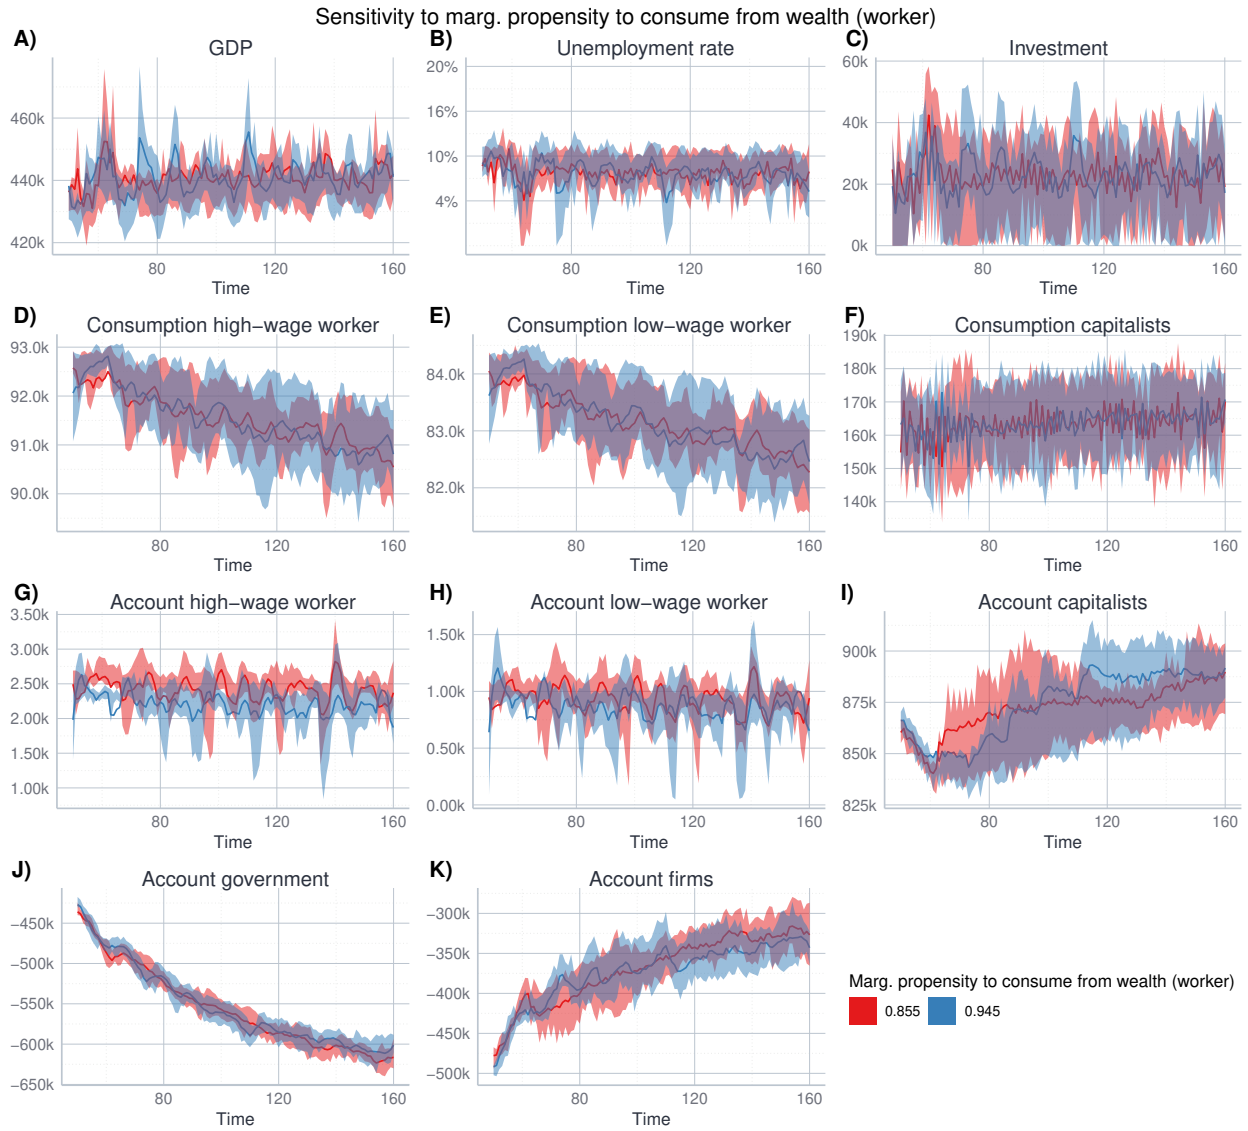 Sensitivity to marg. propensity to consume from wealth (worker)
A) B) C)
GDP Unemployment rate Investment
460k
440k
420k
80 120 160
Time
20%
16%
10%
4%
80 120 160
Time
60k
40k
20k
0k
80 120 160
Time
D) E) F)
Consumption high−wage worker Consumption low−wage worker Consumption capitalists
93.0k
92.0k
91.0k
90.0k
80 120 160
Time
84.0k
83.0k
82.0k
80 120 160
Time
190k
180k
170k
160k
150k
140k
80 120 160
Time
G) H) I)
Account high−wage worker Account low−wage worker Account capitalists
3.50k
3.00k
2.50k
2.00k
1.50k
1.00k
80 120 160
Time
1.50k
1.00k
0.50k
0.00k
80 120 160
Time
900k
875k
850k
825k
80 120 160
Time
J) K)
Account government Account firms
−450k
−500k
−550k
−600k
−650k
80 120 160
Time
−300k
−350k
−400k
−450k
−500k
80 120 160
Time
Marg. propensity to consume from wealth (worker)
0.855 0.945